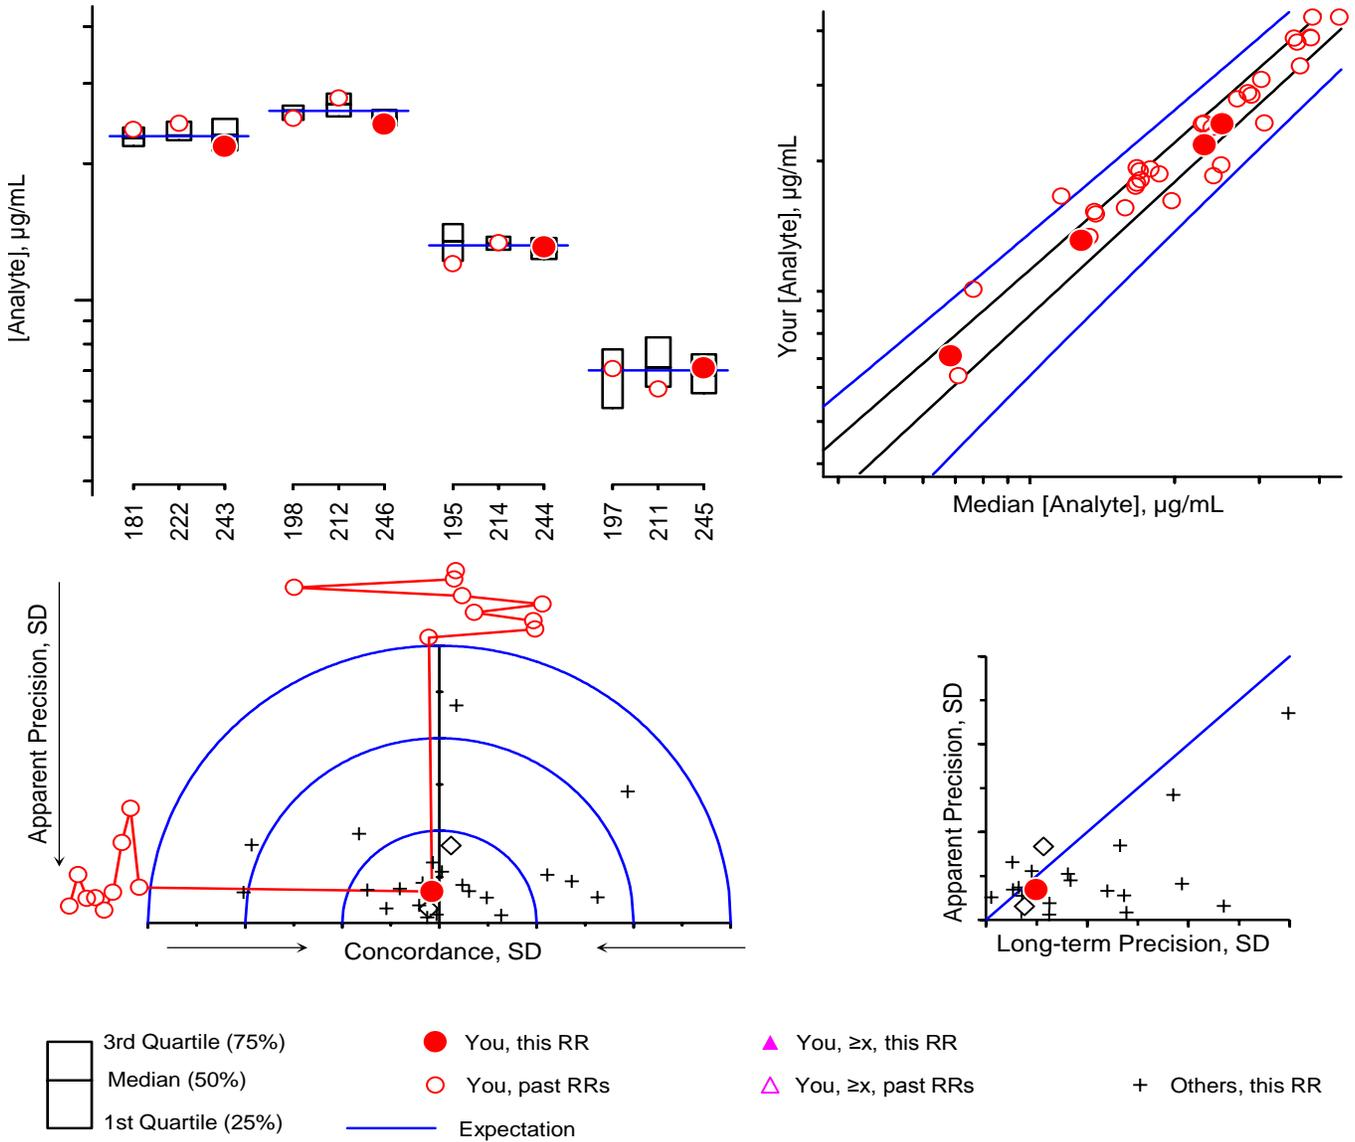 [Analyte], µg/mL
181 222 243 198 212 246 195 214 244 197 211 245
Your [Analyte], µg/mL
Median [Analyte], µg/mL
Apparent Precision, SD
Concordance, SD
Apparent Precision, SD
Long-term Precision, SD
3rd Quartile (75%)
Median (50%)
1st Quartile (25%)
You, this RR
You, past RRs
Expectation
You, ≥x, this RR
You, ≥x, past RRs
Others, this RR